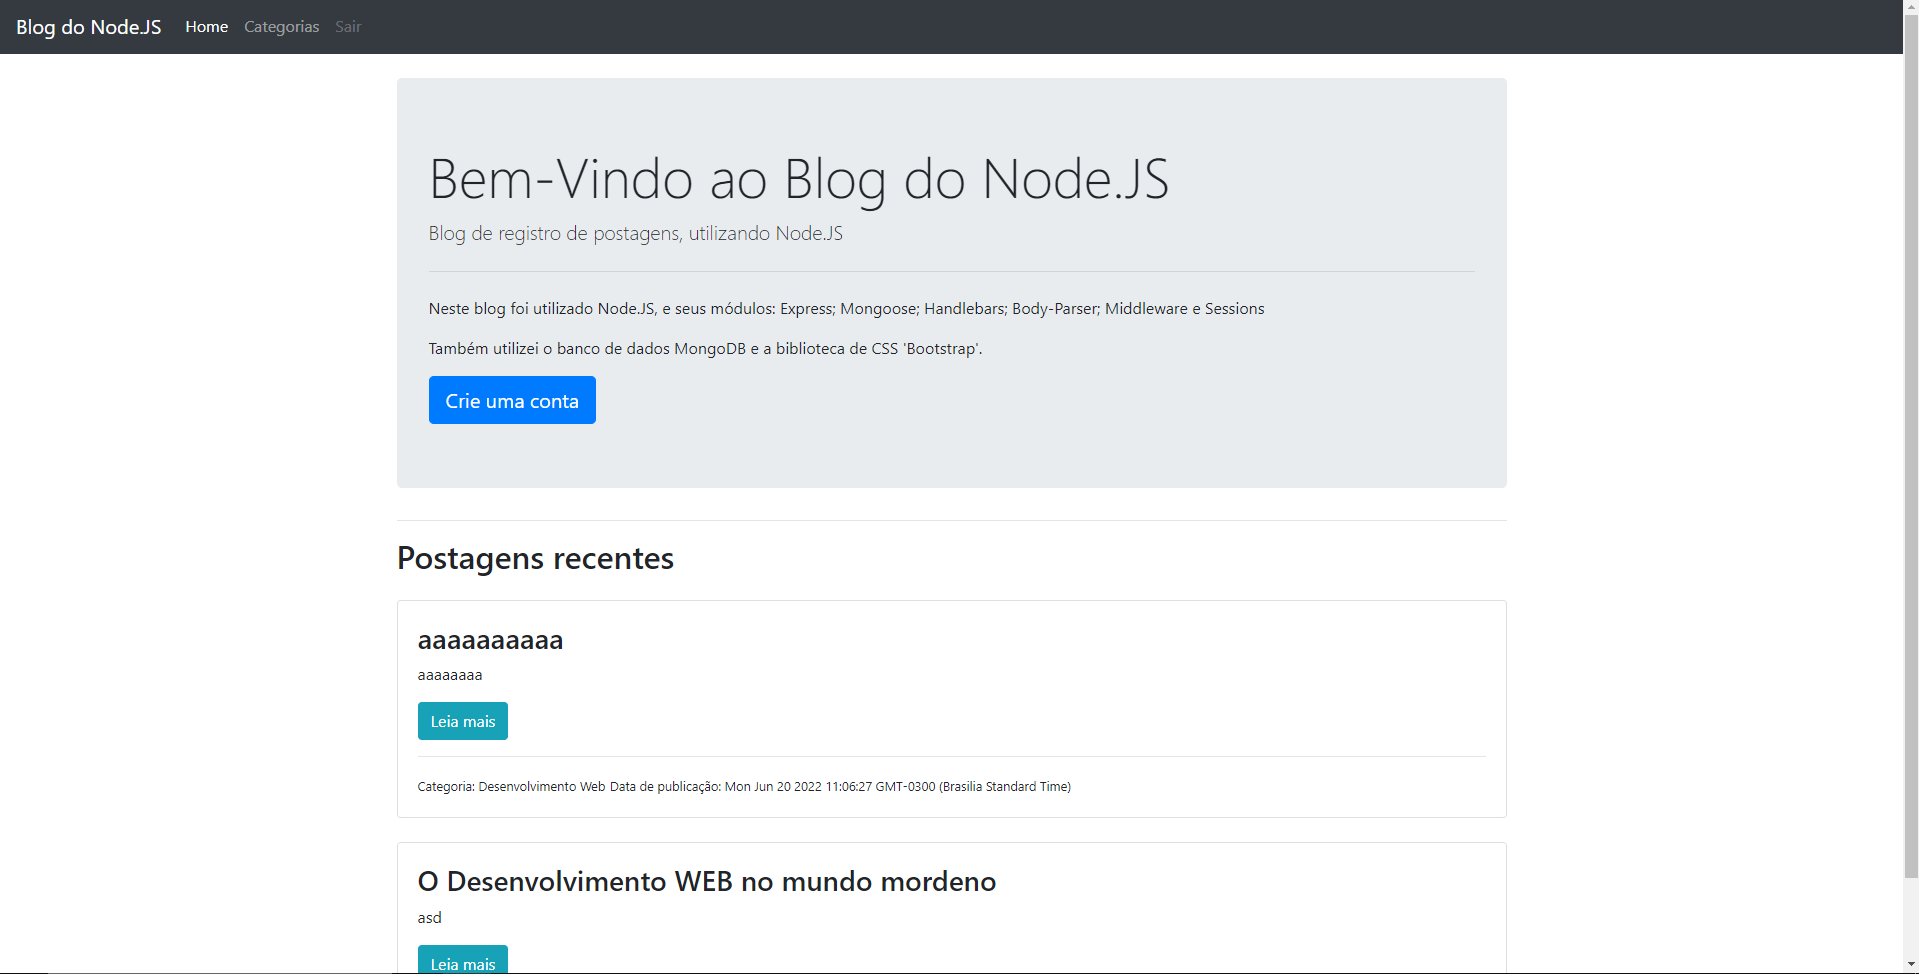 Blog do Node.JS Home Categorias Sair
Bem-Vindo ao Blog do Node.JS
Blog de registro de postagens, utilizando Node.JS
Neste blog foi utilizado Node.JS, e seus módulos: Express; Mongoose; Handlebars; Body-Parser; Middleware e Sessions
Também utilizei o banco de dados MongoDB e a biblioteca de CSS 'Bootstrap'.
Crie uma conta
Postagens recentes
aaaaaaaaaa
aaaaaaaa
Leia mais
Categoria: Desenvolvimento Web Data de publicação: Mon Jun 20 2022 11:06:27 GMT-0300 (Brasilia Standard Time)
O Desenvolvimento WEB no mundo mordeno
asd
Leia mais